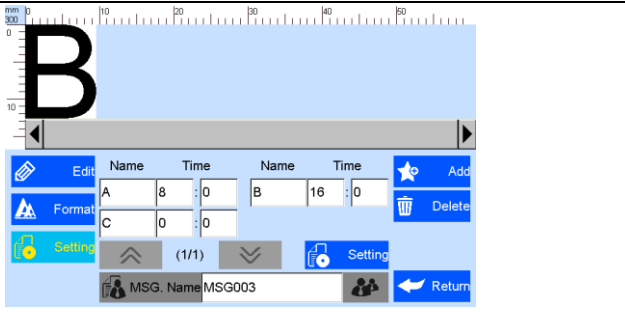 mm 0 10 20 30 40 50
300
0
B
10
Edit Name Time Name Time Add
A 8 : 0 B 16 : 0
Format Delete
C 0 : 0
Setting (1/1) Setting
MSG. Name MSG003 Return